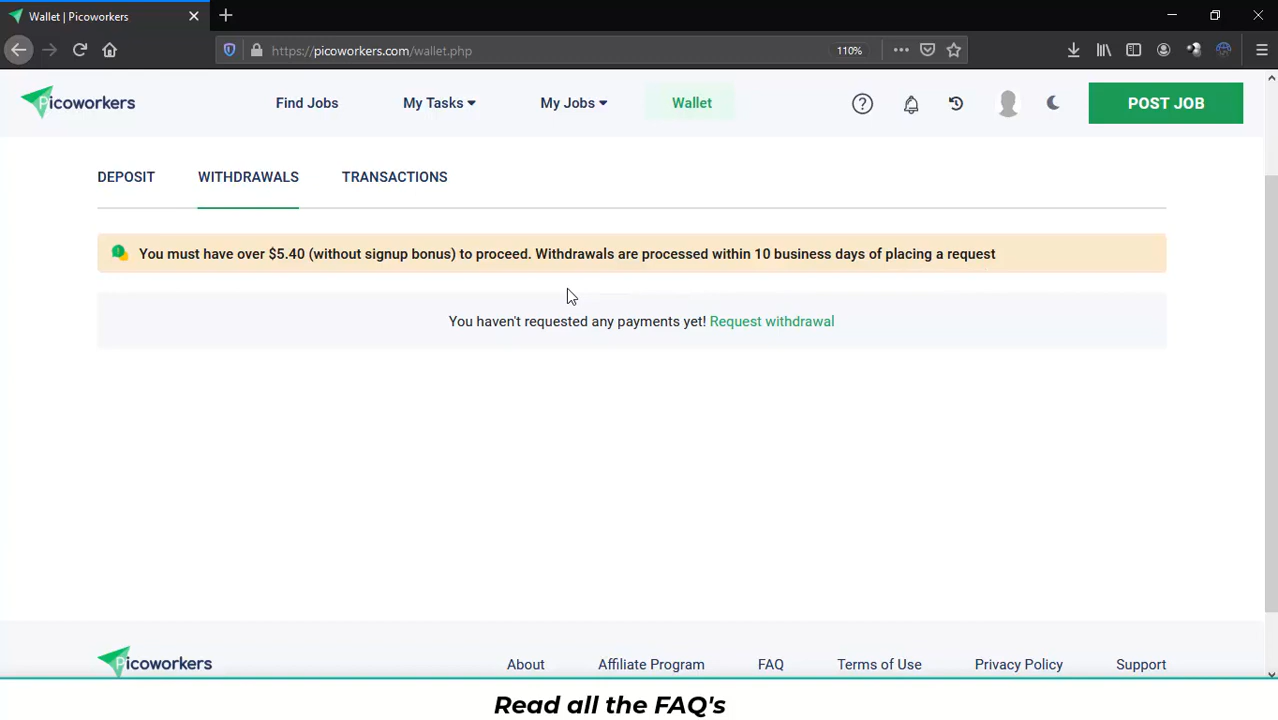 Wallet | Picoworkers
https://picoworkers.com/wallet.php
110%
Picoworkers
Find Jobs
My Tasks
My Jobs
Wallet
POST JOB
DEPOSIT
WITHDRAWALS
TRANSACTIONS
You must have over $5.40 (without signup bonus) to proceed. Withdrawals are processed within 10 business days of placing a request
You haven't requested any payments yet! Request withdrawal
Picoworkers
About
Affiliate Program
FAQ
Terms of Use
Privacy Policy
Support
Read all the FAQ's